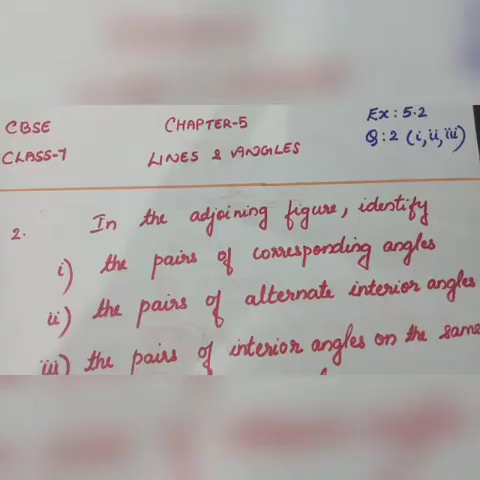 CBSE CHAPTER-5 Ex: 5.2
CLASS-7 LINES & ANGLES Q:2 (i, ii, iii)
2. In the adjoining figure, identify
i) the pairs of corresponding angles
ii) the pairs of alternate interior angles
iii) the pairs of interior angles on the same